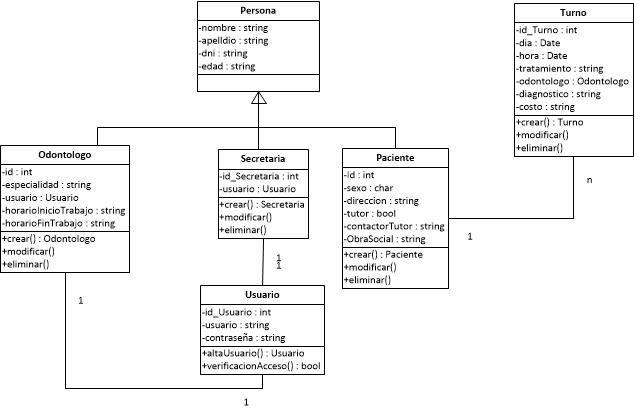 Persona
-nombre : string
-apelldio : string
-dni : string
-edad : string
Turno
-id_Turno : int
-dia : Date
-hora : Date
-tratamiento : string
-odontologo : Odontologo
-diagnostico : string
-costo : string
+crear() : Turno
+modificar()
+eliminar()
Odontologo
-id : int
-especialidad : string
-usuario : Usuario
-horarioInicioTrabajo : string
-horarioFinTrabajo : string
+crear() : Odontologo
+modificar()
+eliminar()
Secretaria
-id_Secretaria : int
-usuario : Usuario
+crear() : Secretaria
+modificar()
+eliminar()
Paciente
-Id : int
-sexo : char
-direccion : string
-tutor : bool
-contactorTutor : string
-ObraSocial : string
+crear() : Paciente
+modificar()
+eliminar()
n
1
1
1
1
Usuario
-id_Usuario : int
-usuario : string
-contraseña : string
+altaUsuario() : Usuario
+verificacionAcceso() : bool
1